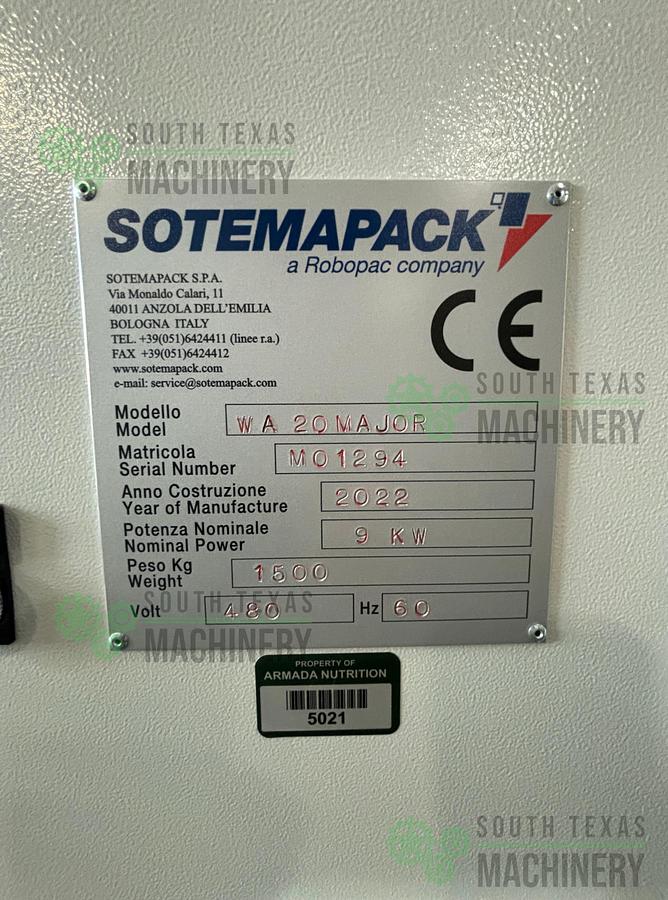 SOUTH TEXAS
MACHINERY
SOTEMAPACK
a Robopac company
SOTEMAPACK S.P.A.
Via Monaldo Calari, 11
40011 ANZOLA DELL'EMILIA
BOLOGNA ITALY
TEL. +39(051)6424411 (linee r.a.)
FAX +39(051)6424412
www.sotemapack.com
e-mail: service@sotemapack.com
CE
SOUTH TEXAS
MACHINERY
Modello
Model
WA 20 MAJOR
Matricola
Serial Number
M01294
Anno Costruzione
Year of Manufacture
2022
Potenza Nominale
Nominal Power
9 KW
Peso Kg
Weight
1500
Volt 480 Hz 60
SOUTH TEXAS
MACHINERY
PROPERTY OF
ARMADA NUTRITION
5021
SOUTH TEXAS
MACHINERY